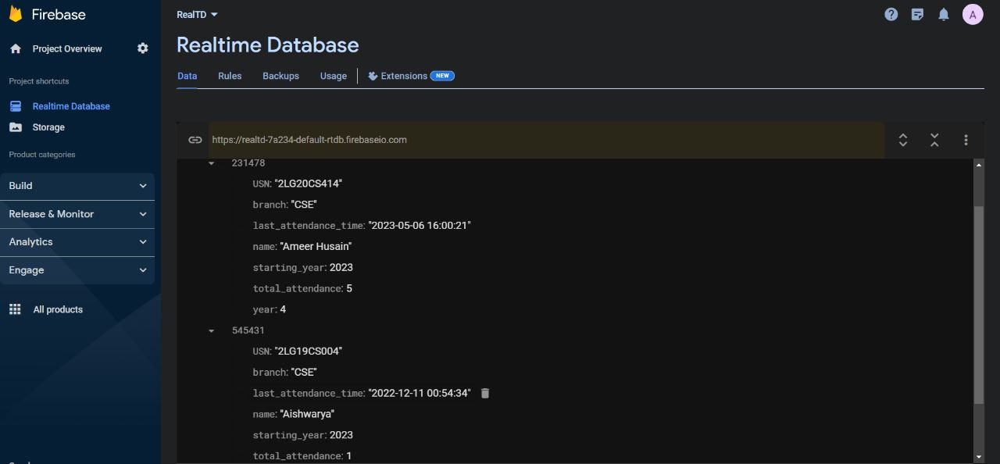 Firebase
RealTD
A
Realtime Database
Project Overview
Data Rules Backups Usage Extensions NEW
Project shortcuts
Realtime Database
Storage
Product categories
Build
Release & Monitor
Analytics
Engage
All products
https://realtd-7a234-default-rtdb.firebaseio.com
231478
USN: "2LG20CS414"
branch: "CSE"
last_attendance_time: "2023-05-06 16:00:21"
name: "Ameer Husain"
starting_year: 2023
total_attendance: 5
year: 4
545431
USN: "2LG19CS004"
branch: "CSE"
last_attendance_time: "2022-12-11 00:54:34"
name: "Aishwarya"
starting_year: 2023
total_attendance: 1